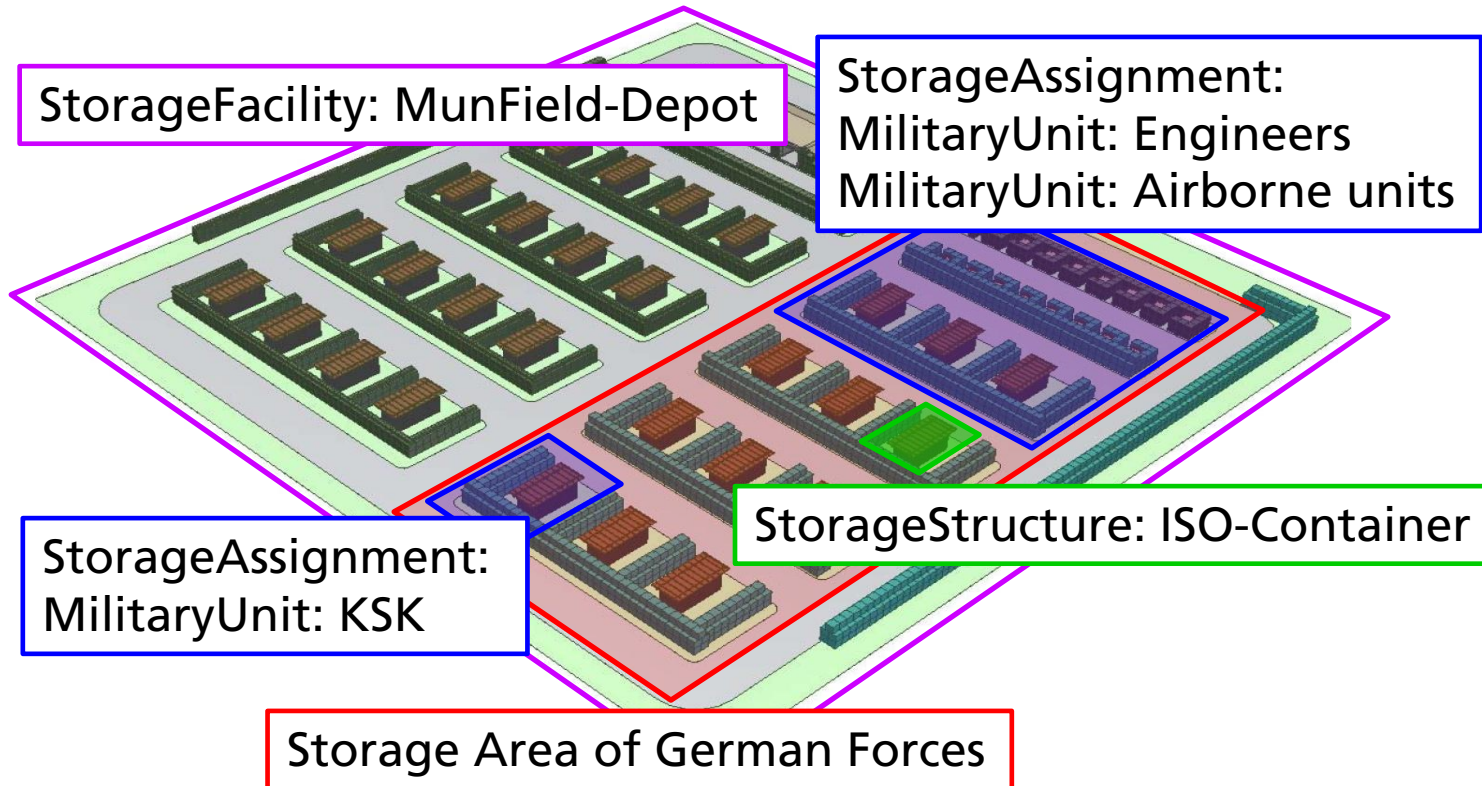 StorageFacility: MunField-Depot
StorageAssignment:
MilitaryUnit: Engineers
MilitaryUnit: Airborne units
StorageStructure: ISO-Container
StorageAssignment:
MilitaryUnit: KSK
Storage Area of German Forces